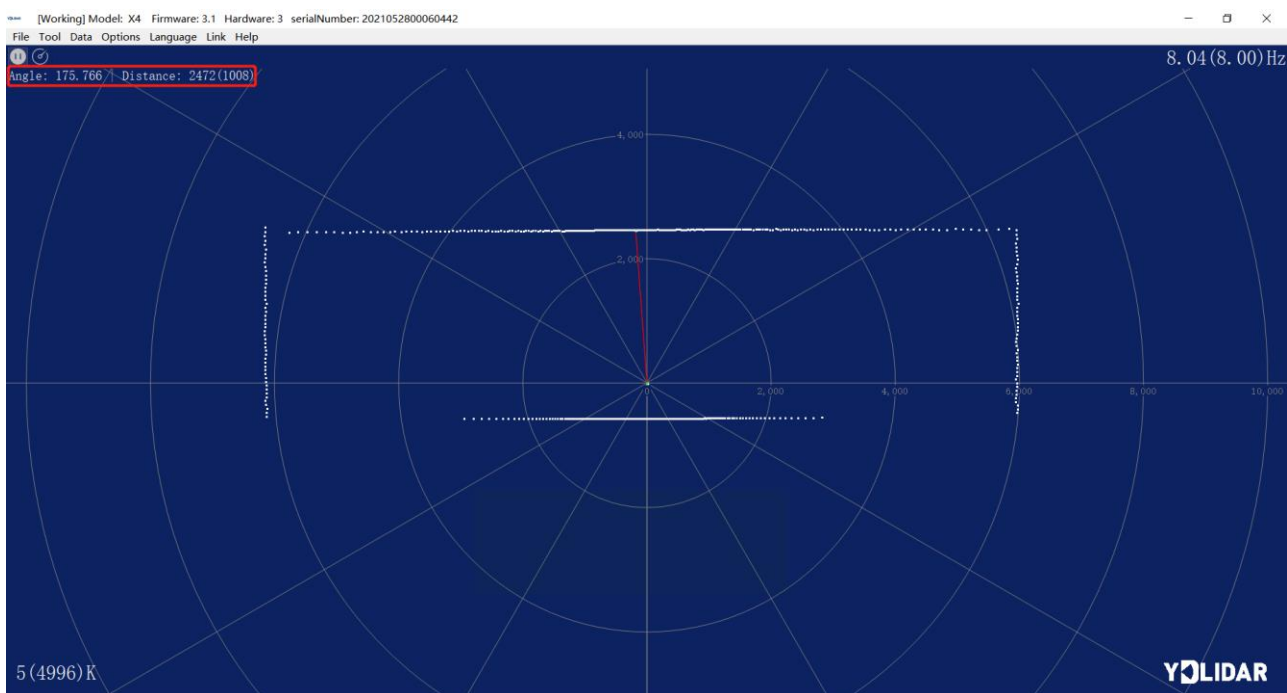 [Working] Model: X4 Firmware: 3.1 Hardware: 3 serialNumber: 2021052800060442
File Tool Data Options Language Link Help
8.04(8.00)Hz
Angle: 175.766 | Distance: 2472(1008)
4,000
2,000
0 2,000 4,000 6,000 8,000 10,000
5(4996)K
YDLIDAR